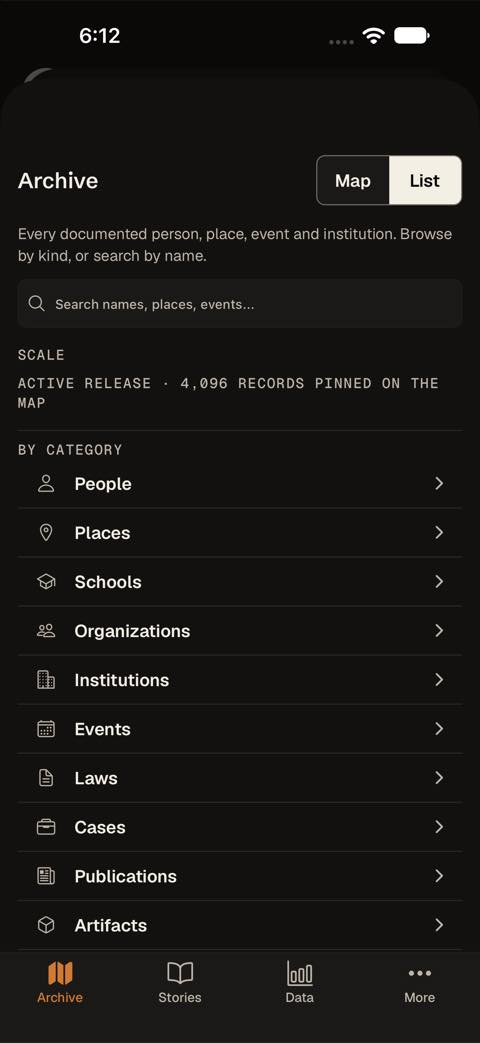 6:12
Archive
Map
List
Every documented person, place, event and institution. Browse
by kind, or search by name.
Search names, places, events...
SCALE
ACTIVE RELEASE · 4,096 RECORDS PINNED ON THE
MAP
BY CATEGORY
People
Places
Schools
Organizations
Institutions
Events
Laws
Cases
Publications
Artifacts
Archive
Stories
Data
More